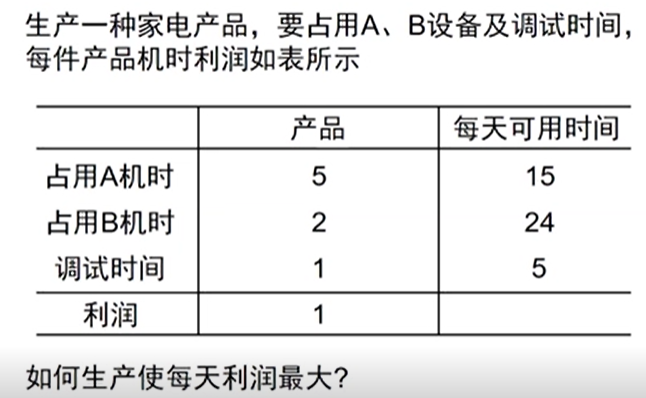 生产一种家电产品，要占用A、B设备及调试时间，
每件产品机时利润如表所示
产品 每天可用时间
占用A机时 5 15
占用B机时 2 24
调试时间 1 5
利润 1
如何生产使每天利润最大?